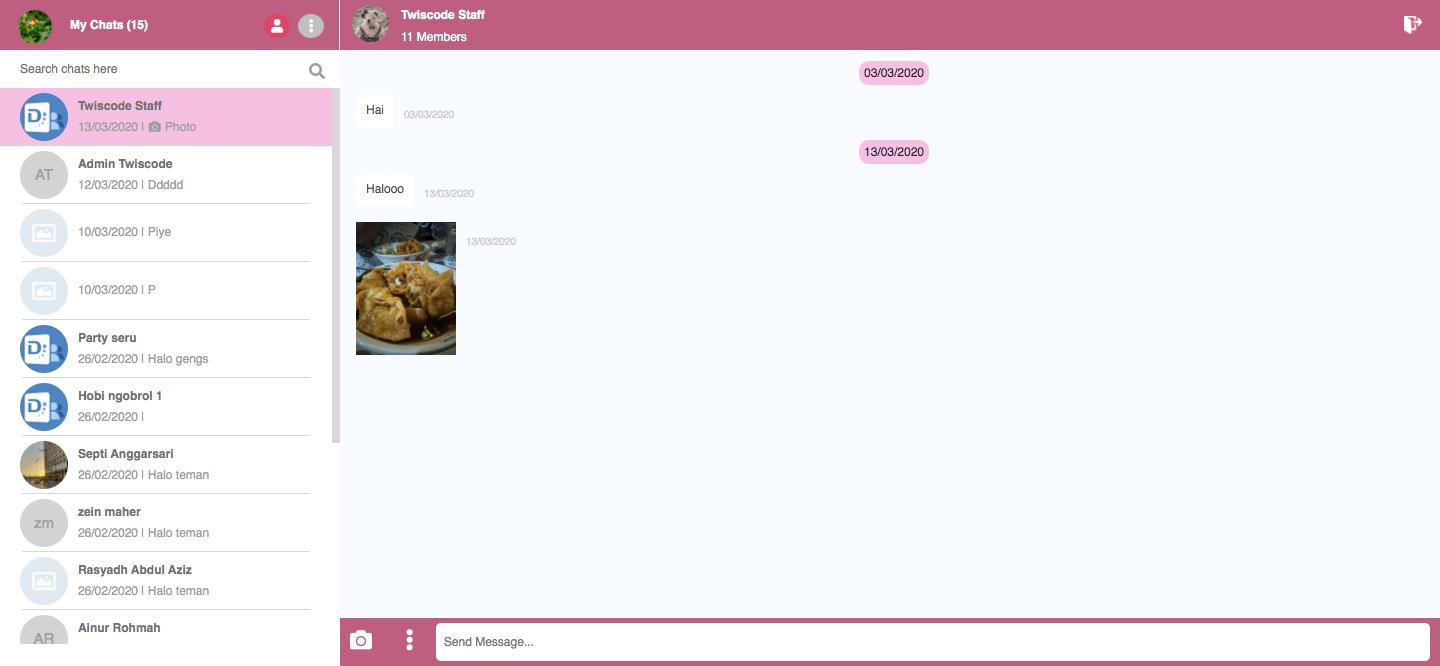 My Chats (15)
Search chats here
Twiscode Staff
13/03/2020 | Photo
AT
Admin Twiscode
12/03/2020 | Ddddd
10/03/2020 | Piye
10/03/2020 | P
Party seru
26/02/2020 | Halo gengs
Hobi ngobrol 1
26/02/2020 |
Septi Anggarsari
26/02/2020 | Halo teman
zm
zein maher
26/02/2020 | Halo teman
Rasyadh Abdul Aziz
26/02/2020 | Halo teman
AR
Ainur Rohmah
Twiscode Staff
11 Members
03/03/2020
Hai 03/03/2020
13/03/2020
Halooo 13/03/2020
13/03/2020
Send Message...